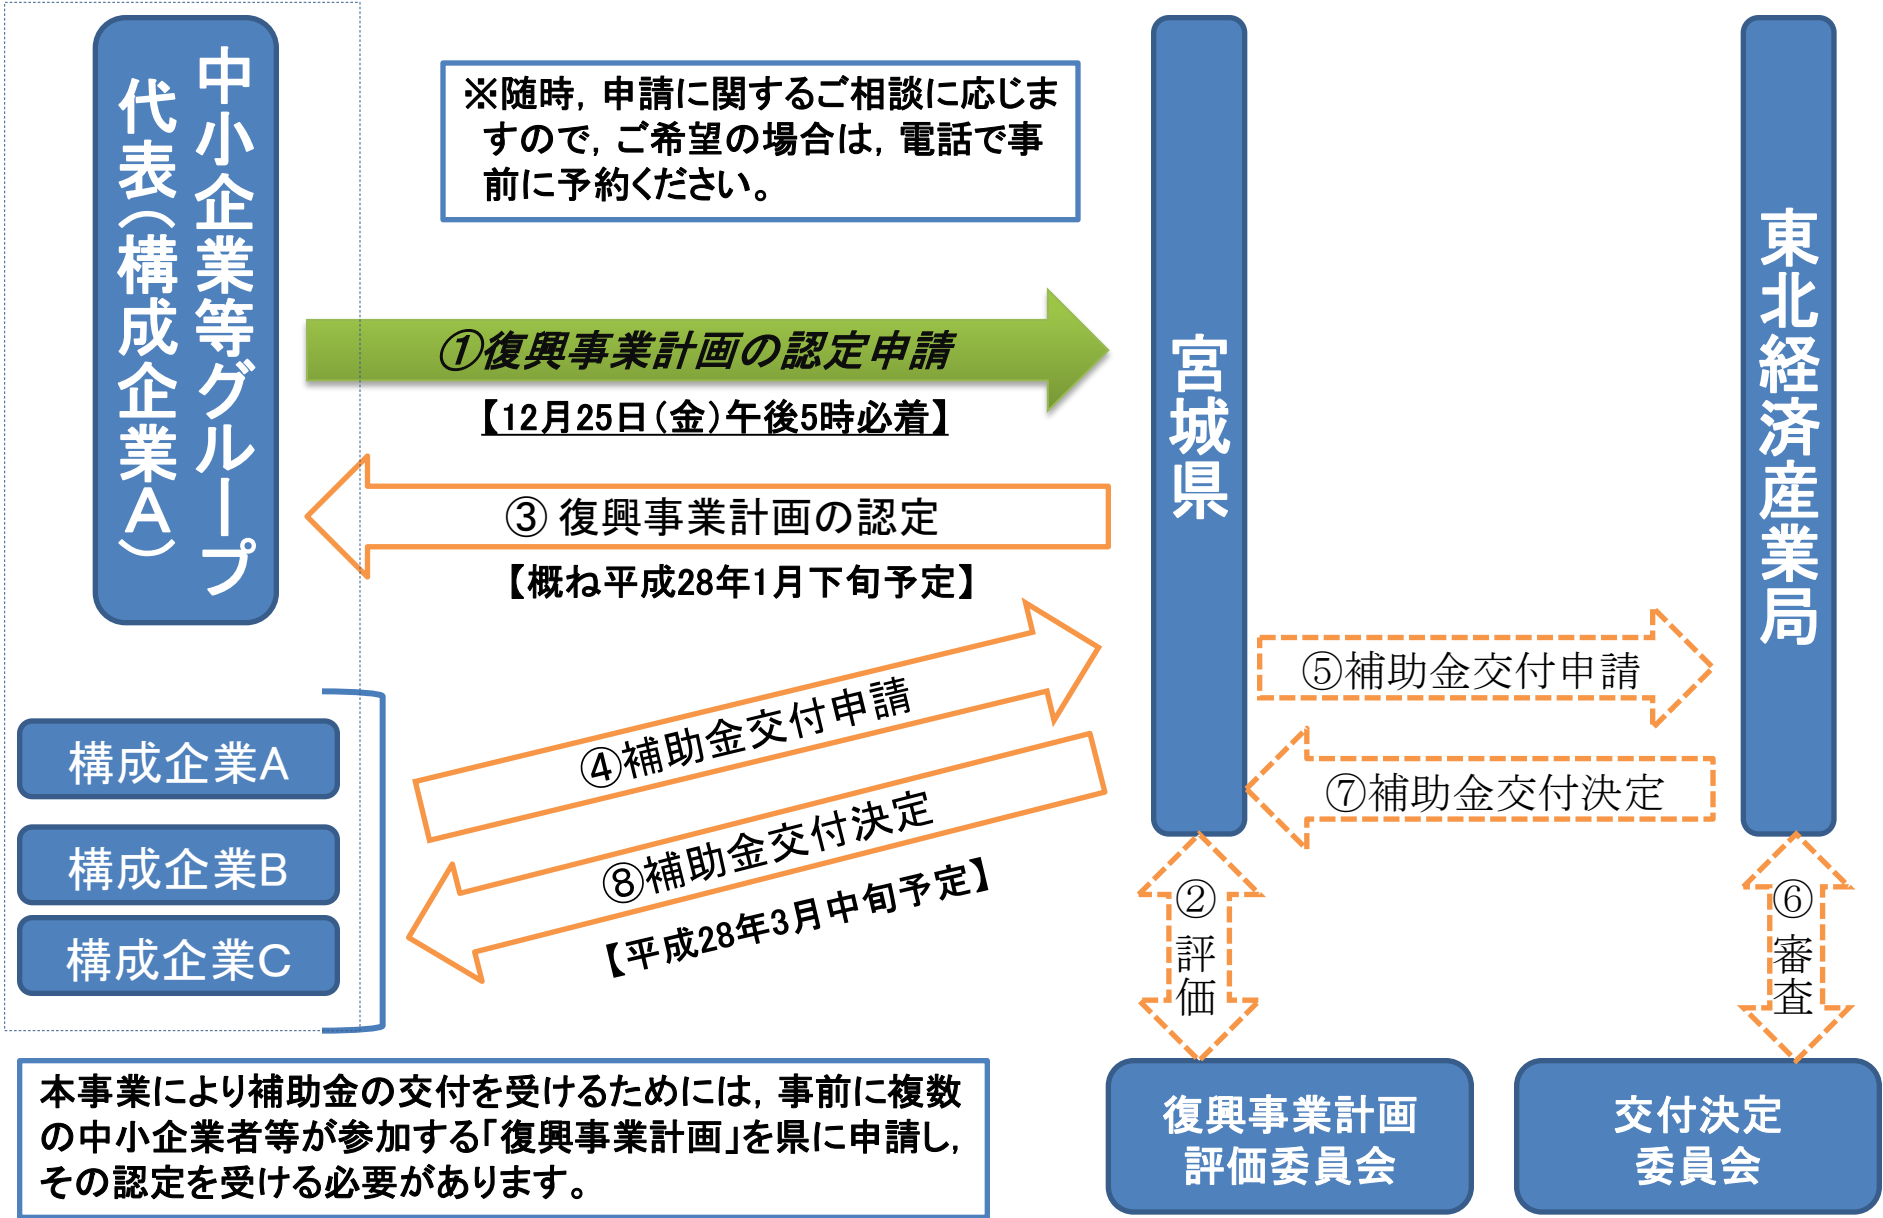 中小企業等グループ
代表（構成企業A）
※随時，申請に関するご相談に応じま
すので，ご希望の場合は，電話で事
前に予約ください。
宮城県
東北経済産業局
①復興事業計画の認定申請
【12月25日（金）午後5時必着】
③ 復興事業計画の認定
【概ね平成28年1月下旬予定】
④補助金交付申請
⑤補助金交付申請
⑦補助金交付決定
⑧補助金交付決定
【平成28年3月中旬予定】
構成企業A
構成企業B
構成企業C
②評価
⑥審査
本事業により補助金の交付を受けるためには，事前に複数
の中小企業者等が参加する「復興事業計画」を県に申請し，
その認定を受ける必要があります。
復興事業計画
評価委員会
交付決定
委員会